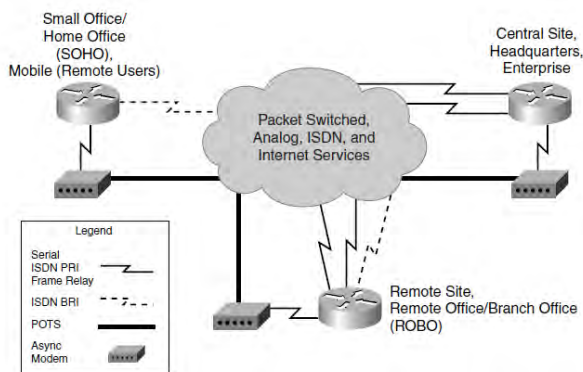 Small Office/
Home Office
(SOHO),
Mobile (Remote Users)
Central Site,
Headquarters,
Enterprise
Packet Switched,
Analog, ISDN, and
Internet Services
Legend
Serial
ISDN PRI
Frame Relay
ISDN BRI
POTS
Async
Modem
Remote Site,
Remote Office/Branch Office
(ROBO)